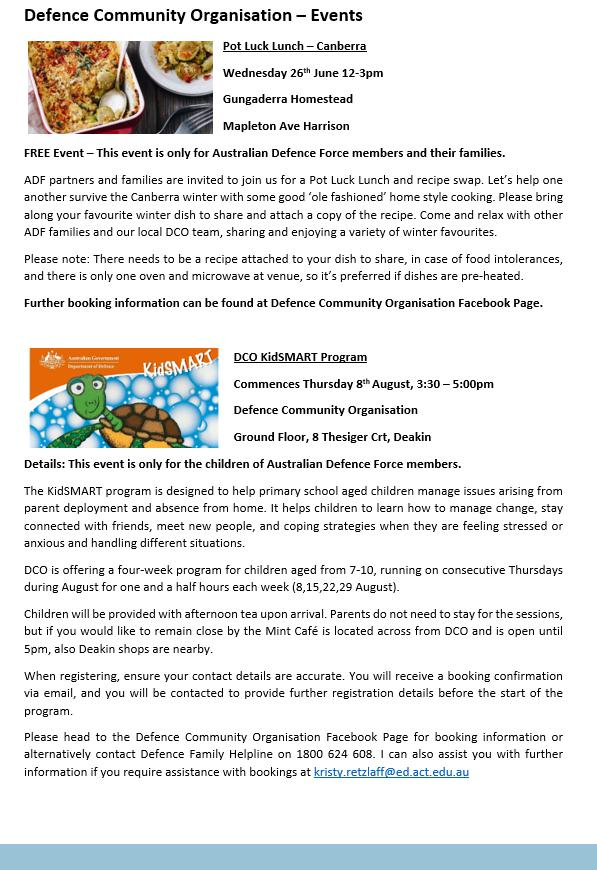 Defence Community Organisation – Events
Pot Luck Lunch – Canberra
Wednesday 26th June 12-3pm
Gungaderra Homestead
Mapleton Ave Harrison
FREE Event – This event is only for Australian Defence Force members and their families.
ADF partners and families are invited to join us for a Pot Luck Lunch and recipe swap. Let's help one
another survive the Canberra winter with some good 'ole fashioned' home style cooking. Please bring
along your favourite winter dish to share and attach a copy of the recipe. Come and relax with other
ADF families and our local DCO team, sharing and enjoying a variety of winter favourites.
Please note: There needs to be a recipe attached to your dish to share, in case of food intolerances,
and there is only one oven and microwave at venue, so it's preferred if dishes are pre-heated.
Further booking information can be found at Defence Community Organisation Facebook Page.
Australian Government
Department of Defence
KidSMART
DCO KidSMART Program
Commences Thursday 8th August, 3:30 – 5:00pm
Defence Community Organisation
Ground Floor, 8 Thesiger Crt, Deakin
Details: This event is only for the children of Australian Defence Force members.
The KidSMART program is designed to help primary school aged children manage issues arising from
parent deployment and absence from home. It helps children to learn how to manage change, stay
connected with friends, meet new people, and coping strategies when they are feeling stressed or
anxious and handling different situations.
DCO is offering a four-week program for children aged from 7-10, running on consecutive Thursdays
during August for one and a half hours each week (8,15,22,29 August).
Children will be provided with afternoon tea upon arrival. Parents do not need to stay for the sessions,
but if you would like to remain close by the Mint Café is located across from DCO and is open until
5pm, also Deakin shops are nearby.
When registering, ensure your contact details are accurate. You will receive a booking confirmation
via email, and you will be contacted to provide further registration details before the start of the
program.
Please head to the Defence Community Organisation Facebook Page for booking information or
alternatively contact Defence Family Helpline on 1800 624 608. I can also assist you with further
information if you require assistance with bookings at kristy.retzlaff@ed.act.edu.au